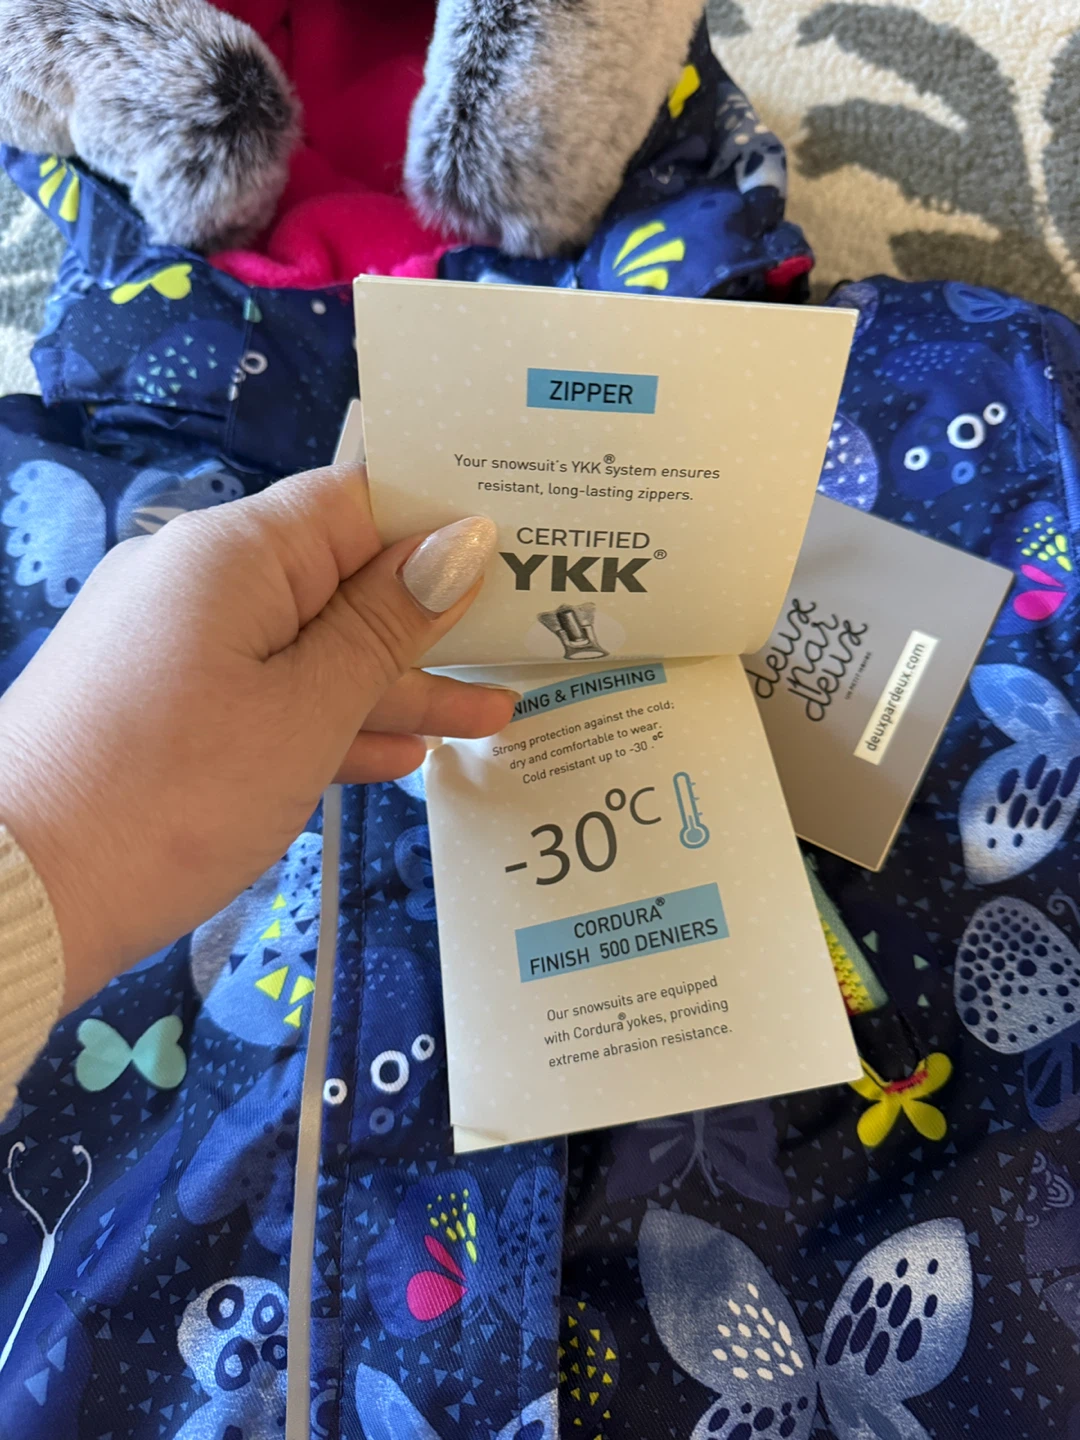 ZIPPER
Your snowsuit's YKK® system ensures
resistant, long-lasting zippers.
CERTIFIED
YKK®
NING & FINISHING
Strong protection against the cold;
dry and comfortable to wear.
Cold resistant up to -30 .°C
-30°C
CORDURA®
FINISH 500 DENIERS
Our snowsuits are equipped
with Cordura® yokes, providing
extreme abrasion resistance.
deux
par
deux
deuxpardeux.com